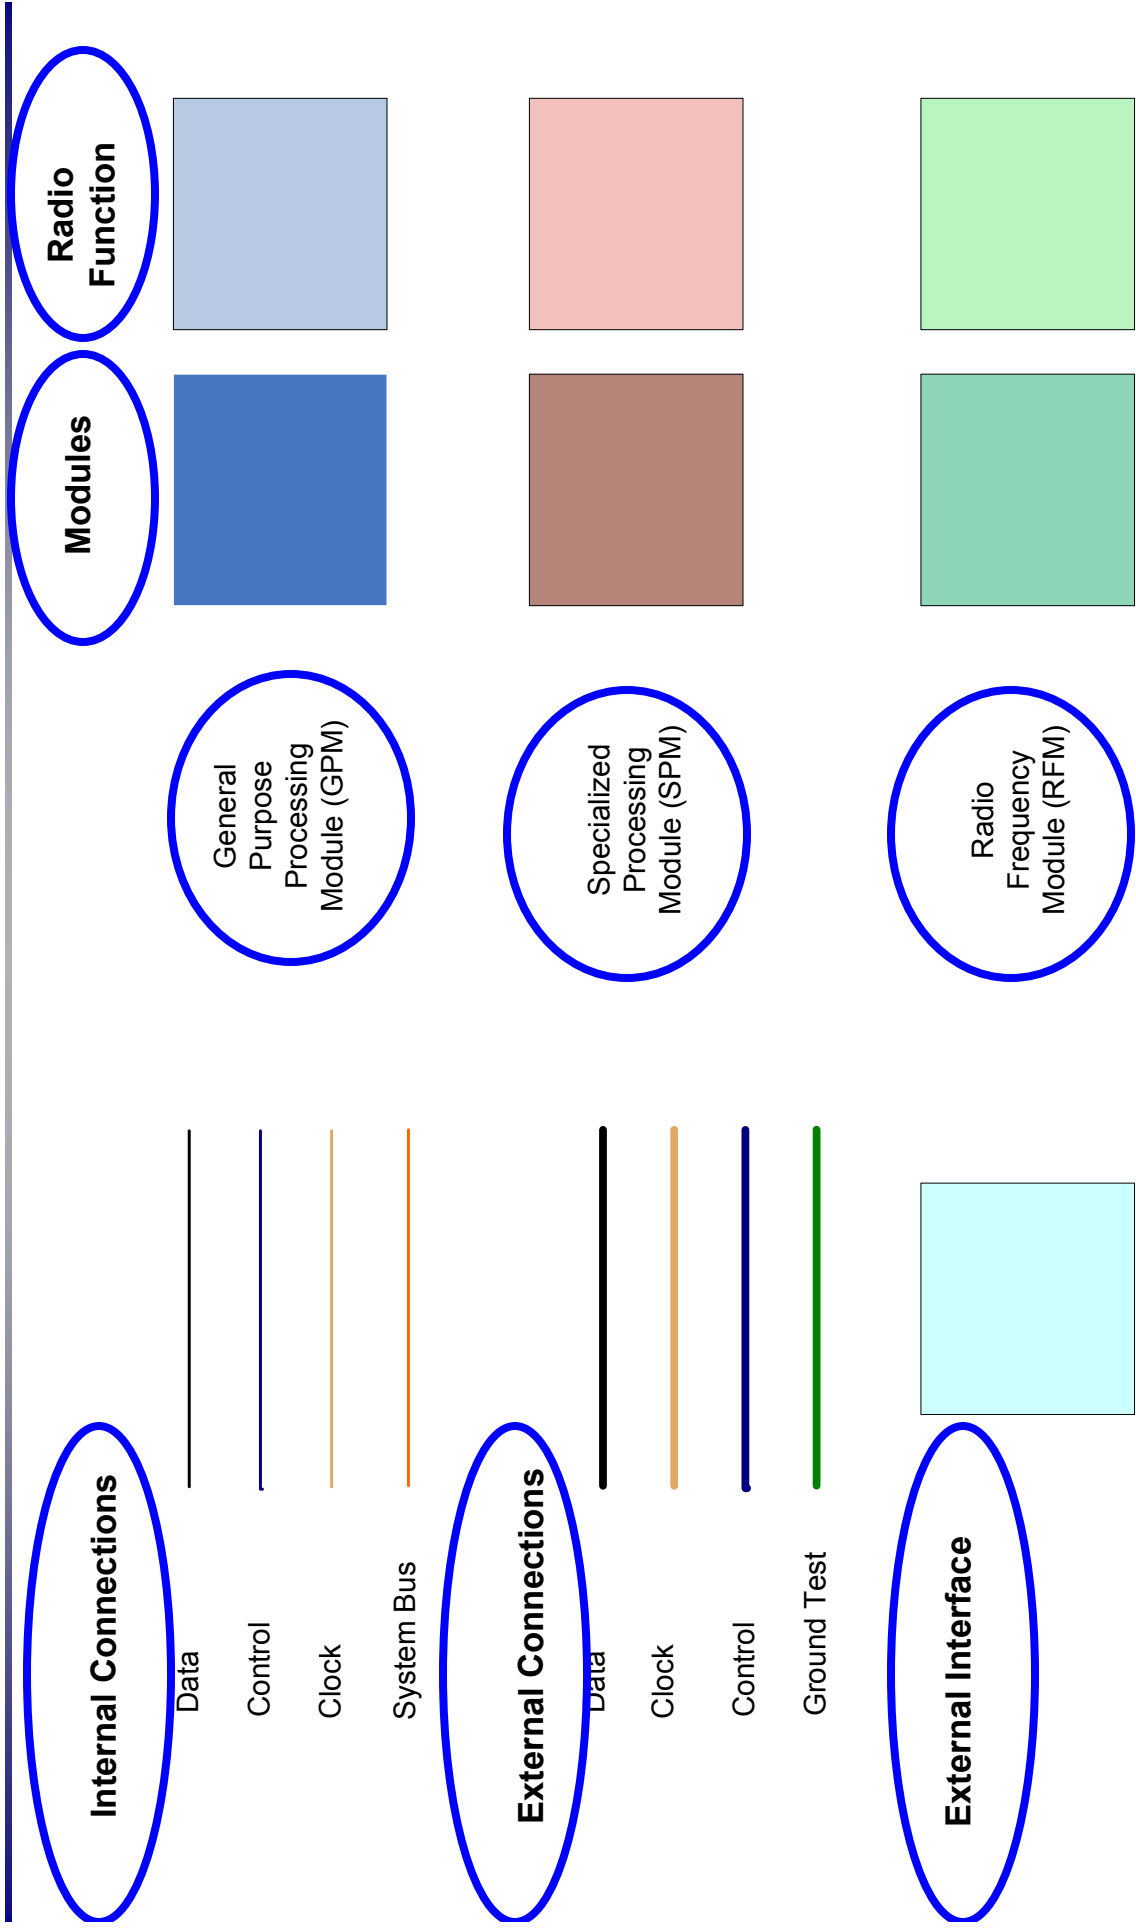 Internal Connections
Data
Control
Clock
System Bus
External Connections
Data
Clock
Control
Ground Test
External Interface
Modules
Radio
Function
General
Purpose
Processing
Module (GPM)
Specialized
Processing
Module (SPM)
Radio
Frequency
Module (RFM)